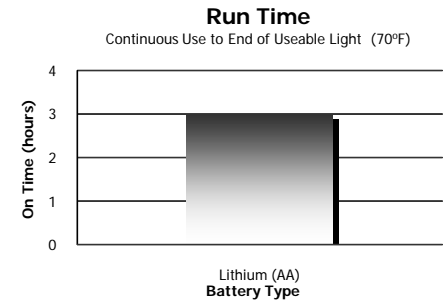 Run Time
Continuous Use to End of Useable Light (70ºF)
4
3
2
1
0
On Time (hours)
Lithium (AA)
Battery Type